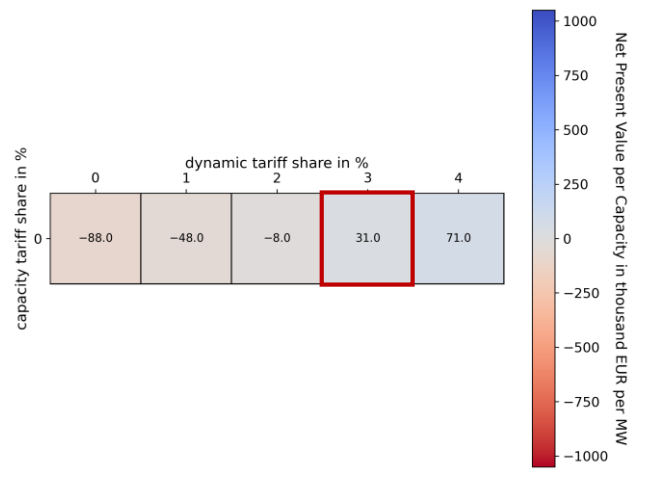 dynamic tariff share in %
0 1 2 3 4
capacity tariff share in %
0
−88.0 −48.0 −8.0 31.0 71.0
1000
750
500
250
0
−250
−500
−750
−1000
Net Present Value per Capacity in thousand EUR per MW